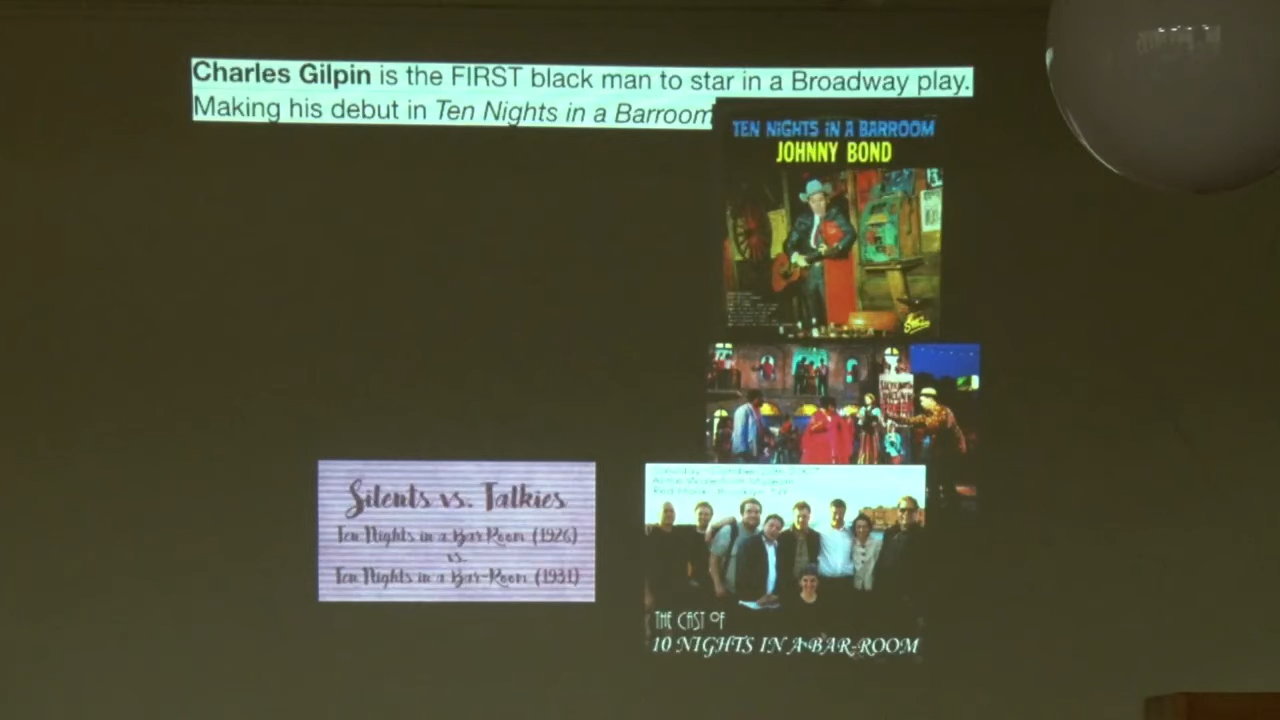 Charles Gilpin is the FIRST black man to star in a Broadway play.
Making his debut in Ten Nights in a Barroom
TEN NIGHTS IN A BARROOM
JOHNNY BOND
Silents vs. Talkies
Ten Nights in a Bar Room (1926)
vs.
Ten Nights in a Bar-Room (1931)
THE CAST OF
10 NIGHTS IN A BAR-ROOM